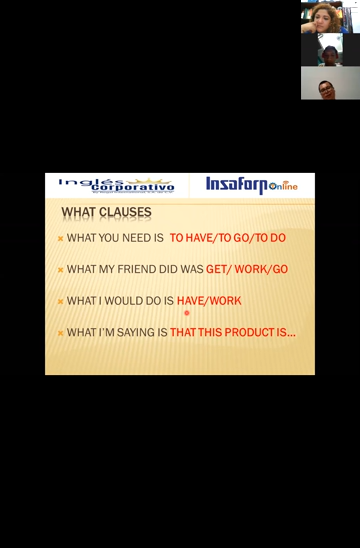 Inglés
corporativo
Insaforp Online
WHAT CLAUSES
WHAT YOU NEED IS TO HAVE/TO GO/TO DO
WHAT MY FRIEND DID WAS GET/ WORK/GO
WHAT I WOULD DO IS HAVE/WORK
WHAT I'M SAYING IS THAT THIS PRODUCT IS...